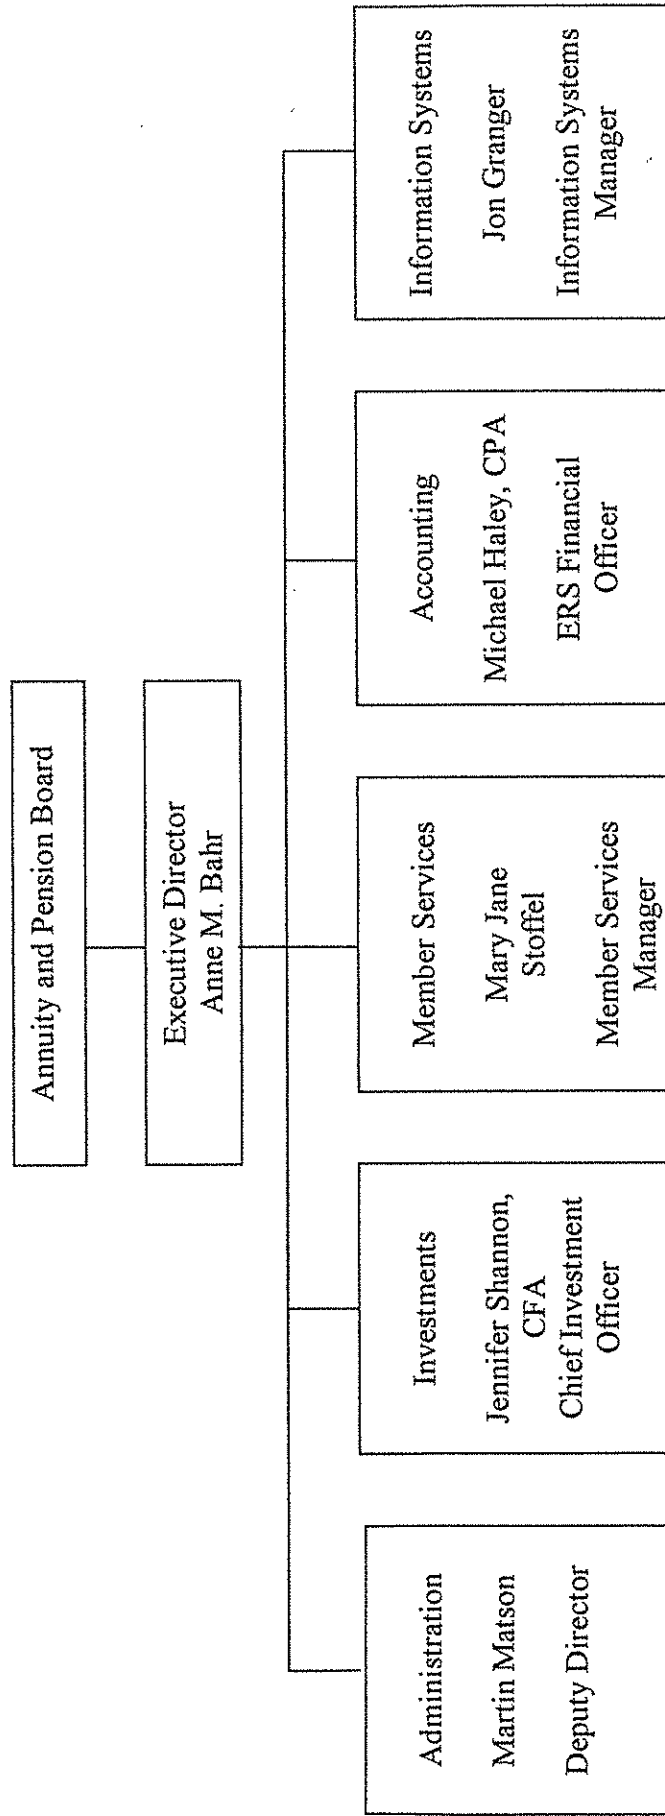 Annuity and Pension Board
Executive Director
Anne M. Bahr
Administration
Martin Matson
Deputy Director
Investments
Jennifer Shannon,
CFA
Chief Investment
Officer
Member Services
Mary Jane
Stoffel
Member Services
Manager
Accounting
Michael Haley, CPA
ERS Financial
Officer
Information Systems
Jon Granger
Information Systems
Manager